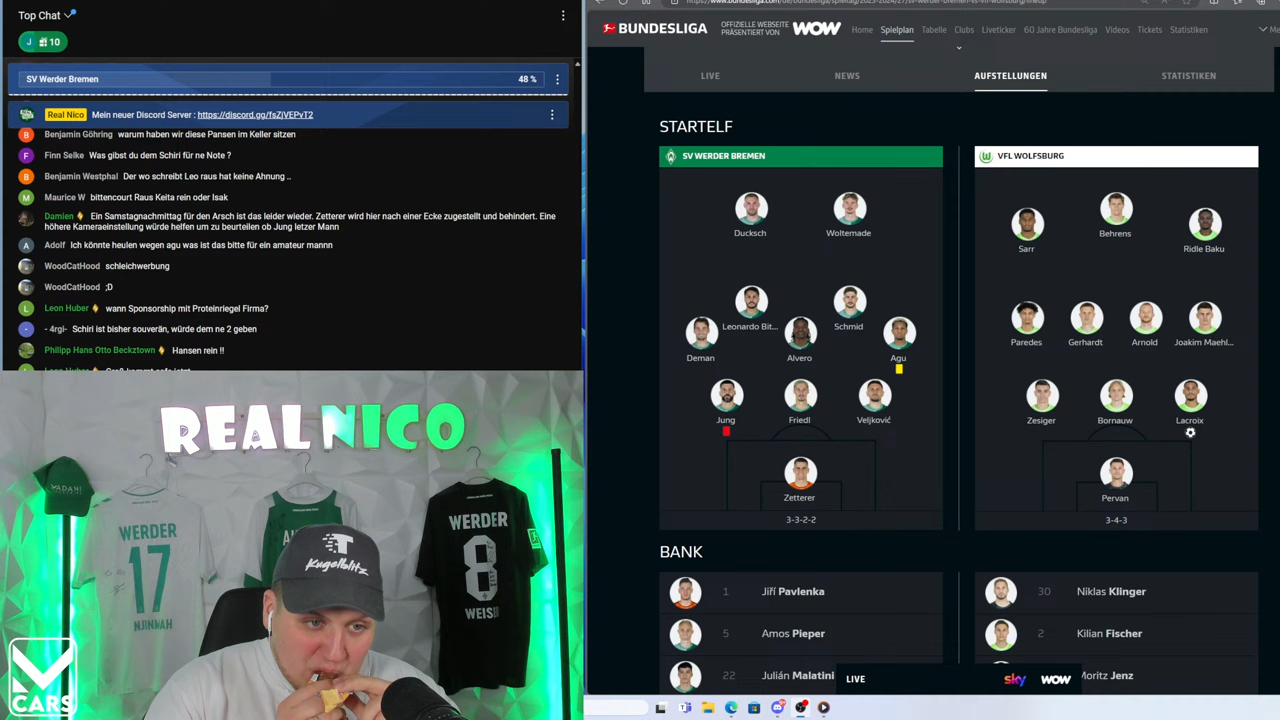 Top Chat
10
SV Werder Bremen 48 %
Real Nico Mein neuer Discord Server : https://discord.gg/fsZjVEPvT2
Benjamin Göhring warum haben wir diese Pansen im Keller sitzen
Finn Selke Was gibst du dem Schiri für ne Note ?
Benjamin Westphal Der wo schreibt Leo raus hat keine Ahnung ..
Maurice W bittencourt Raus Keita rein oder Isak
Damien Ein Samstagnachmittag für den Arsch ist das leider wieder. Zetterer wird hier nach einer Ecke zugestellt und behindert. Eine
höhere Kameraeinstellung würde helfen um zu beurteilen ob Jung letzer Mann
Adolf Ich könnte heulen wegen agu was ist das bitte für ein amateur mannn
WoodCatHood schleichwerbung
WoodCatHood ;D
Leon Huber wann Sponsorship mit Proteinriegel Firma?
- 4rgi- Schiri ist bisher souverän, würde dem ne 2 geben
Philipp Hans Otto Becktzown Hansen rein !!
REAL NICO
WERDER
17
NJINMAH
WERDER
8
WEISER
Kugelblitz
CARS
BUNDESLIGA
OFFIZIELLE WEBSITE
PRÄSENTIERT VON
WOW
Home Spielplan Tabelle Clubs Liveticker 60 Jahre Bundesliga Videos Tickets Statistiken
LIVE NEWS AUFSTELLUNGEN STATISTIKEN
STARTELF
SV WERDER BREMEN
Ducksch Woltemade
Leonardo Bit... Schmid
Deman Alvero Agu
Jung Friedl Veljković
Zetterer
3-3-2-2
VFL WOLFSBURG
Sarr Behrens Ridle Baku
Paredes Gerhardt Arnold Joakim Maehl...
Zesiger Bornauw Lacroix
Pervan
3-4-3
BANK
1 Jiří Pavlenka
5 Amos Pieper
22 Julián Malatini
30 Niklas Klinger
2 Kilian Fischer
Moritz Jenz
LIVE sky WOW